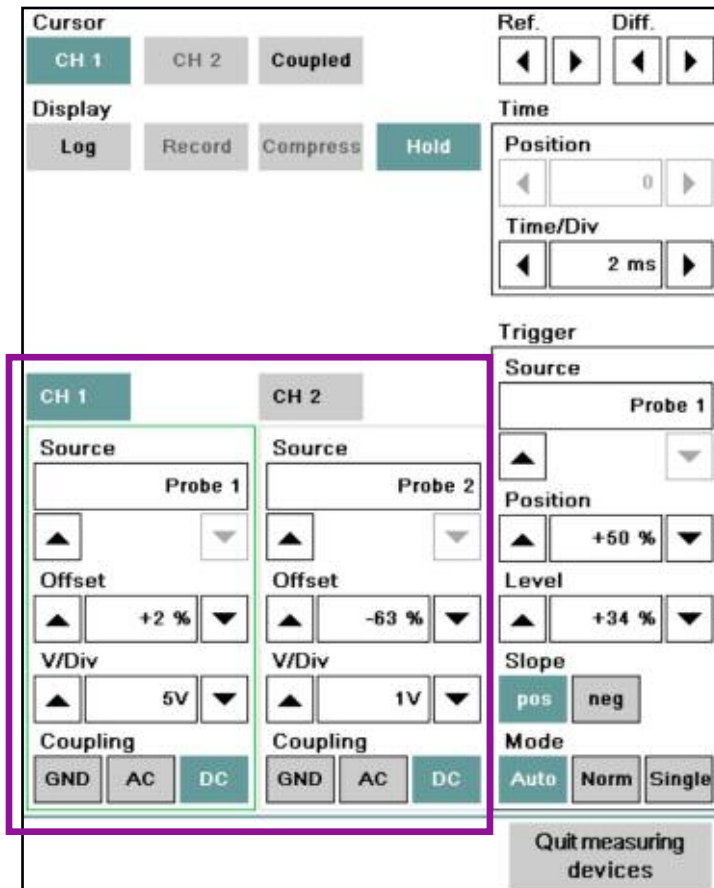 Cursor
CH 1 CH 2 Coupled
Display
Log Record Compress Hold
Ref. Diff.
Time
Position
0
Time/Div
2 ms
Trigger
Source
Probe 1
Position
+50 %
Level
+34 %
Slope
pos neg
Mode
Auto Norm Single
CH 1
Source
Probe 1
Offset
+2 %
V/Div
5V
Coupling
GND AC DC
CH 2
Source
Probe 2
Offset
-63 %
V/Div
1V
Coupling
GND AC DC
Quit measuring
devices